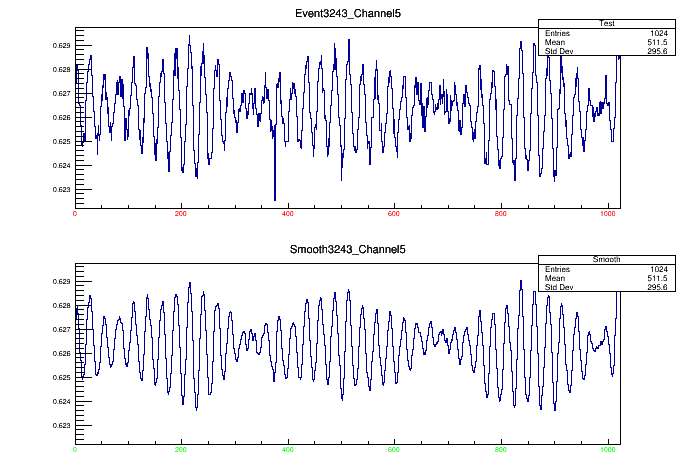 Event3243_Channel5
Test
Entries 1024
Mean 511.5
Std Dev 295.6
0.629
0.628
0.627
0.626
0.625
0.624
0.623
0 200 400 600 800 1000
Smooth3243_Channel5
Smooth
Entries 1024
Mean 511.5
Std Dev 295.6
0.629
0.628
0.627
0.626
0.625
0.624
0.623
0 200 400 600 800 1000